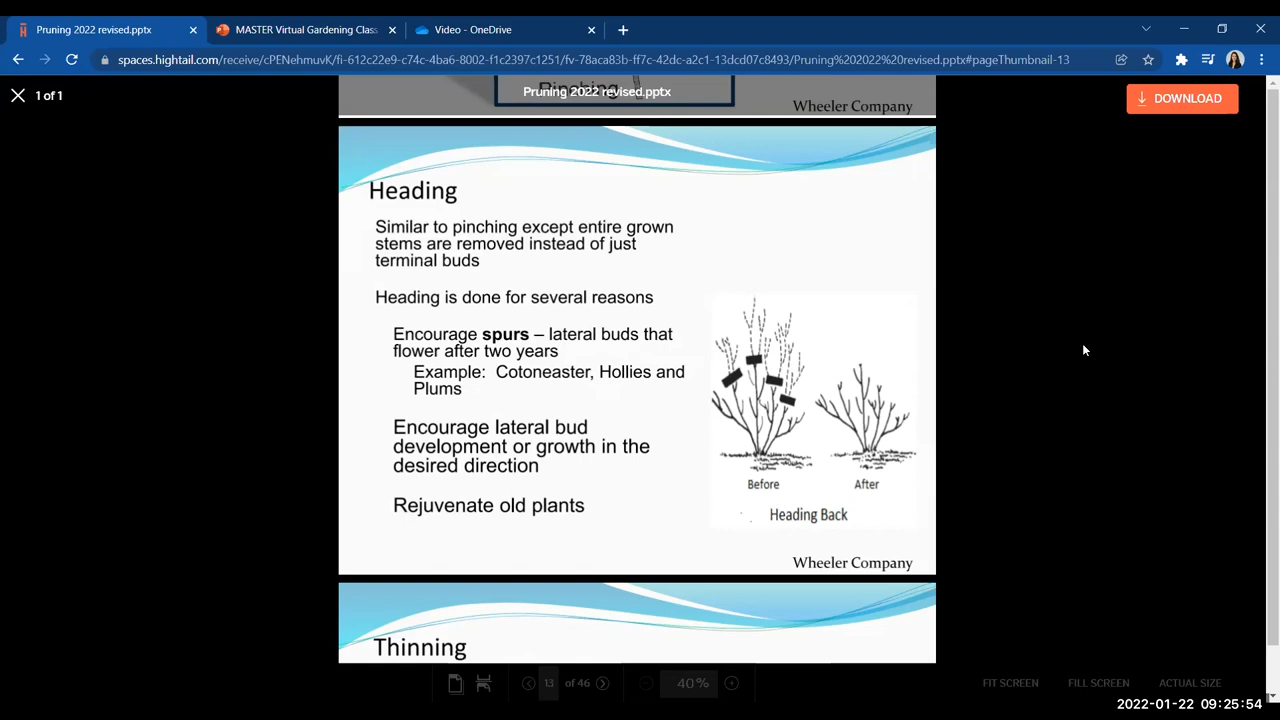 Pruning 2022 revised.pptx
MASTER Virtual Gardening Class
Video - OneDrive
spaces.hightail.com/receive/cPENehmuvK/fi-612c22e9-c74c-4ba6-8002-f1c2397c1251/fv-78aca83b-ff7c-42dc-a2c1-13dcd07c8493/Pruning%202022%20revised.pptx#pageThumbnail-13
1 of 1
Pinching
Pruning 2022 revised.pptx
DOWNLOAD
Wheeler Company
Heading
Similar to pinching except entire grown
stems are removed instead of just
terminal buds
Heading is done for several reasons
Encourage spurs – lateral buds that
flower after two years
Example: Cotoneaster, Hollies and
Plums
Encourage lateral bud
development or growth in the
desired direction
Rejuvenate old plants
Before
After
Heading Back
Wheeler Company
Thinning
13 of 46
40%
FIT SCREEN
FILL SCREEN
ACTUAL SIZE
2022-01-22 09:25:54